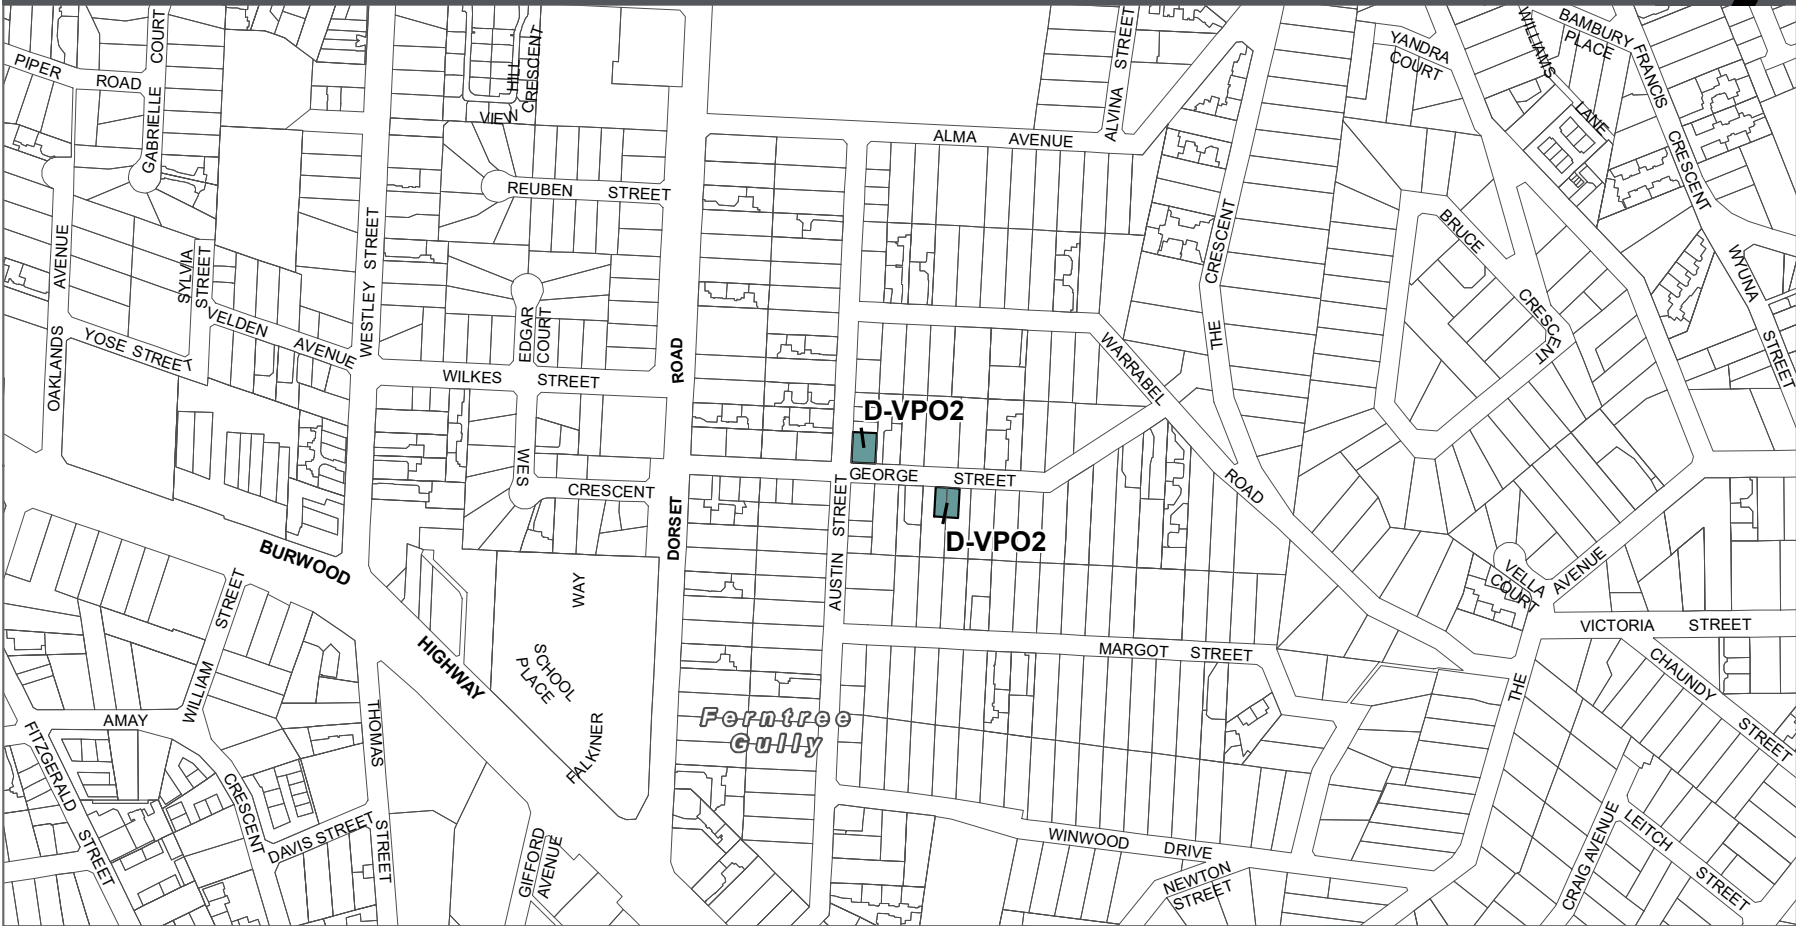 PIPER ROAD
GABRIELLE COURT
HILL CRESCENT
VIEW
ALVINA STREET
ALMA AVENUE
YANDRA
COURT
WILLIAMS LANE
BAMBURY
PLACE
FRANCIS CRESCENT
REUBEN STREET
OAKLANDS AVENUE
SYLVIA
STREET
WESTLEY STREET
THE CRESCENT
BRUCE CRESCENT
WYUNA STREET
VELDEN AVENUE
YOSE STREET
EDGAR
COURT
WILKES STREET
DORSET ROAD
WARRABEL ROAD
D-VPO2
WES CRESCENT
GEORGE STREET
D-VPO2
AUSTIN STREET
BURWOOD HIGHWAY
WILLIAM STREET
SCHOOL
PLACE
FALKINER WAY
VELLA
COURT
AVENUE
VICTORIA STREET
MARGOT STREET
THE
CHAUNDY STREET
Ferntree
Gully
AMAY CRESCENT
FITZGERALD STREET
THOMAS STREET
DAVIS STREET
GIFFORD
AVENUE
WINWOOD DRIVE
NEWTON
STREET
CRAIG AVENUE
LEITCH STREET